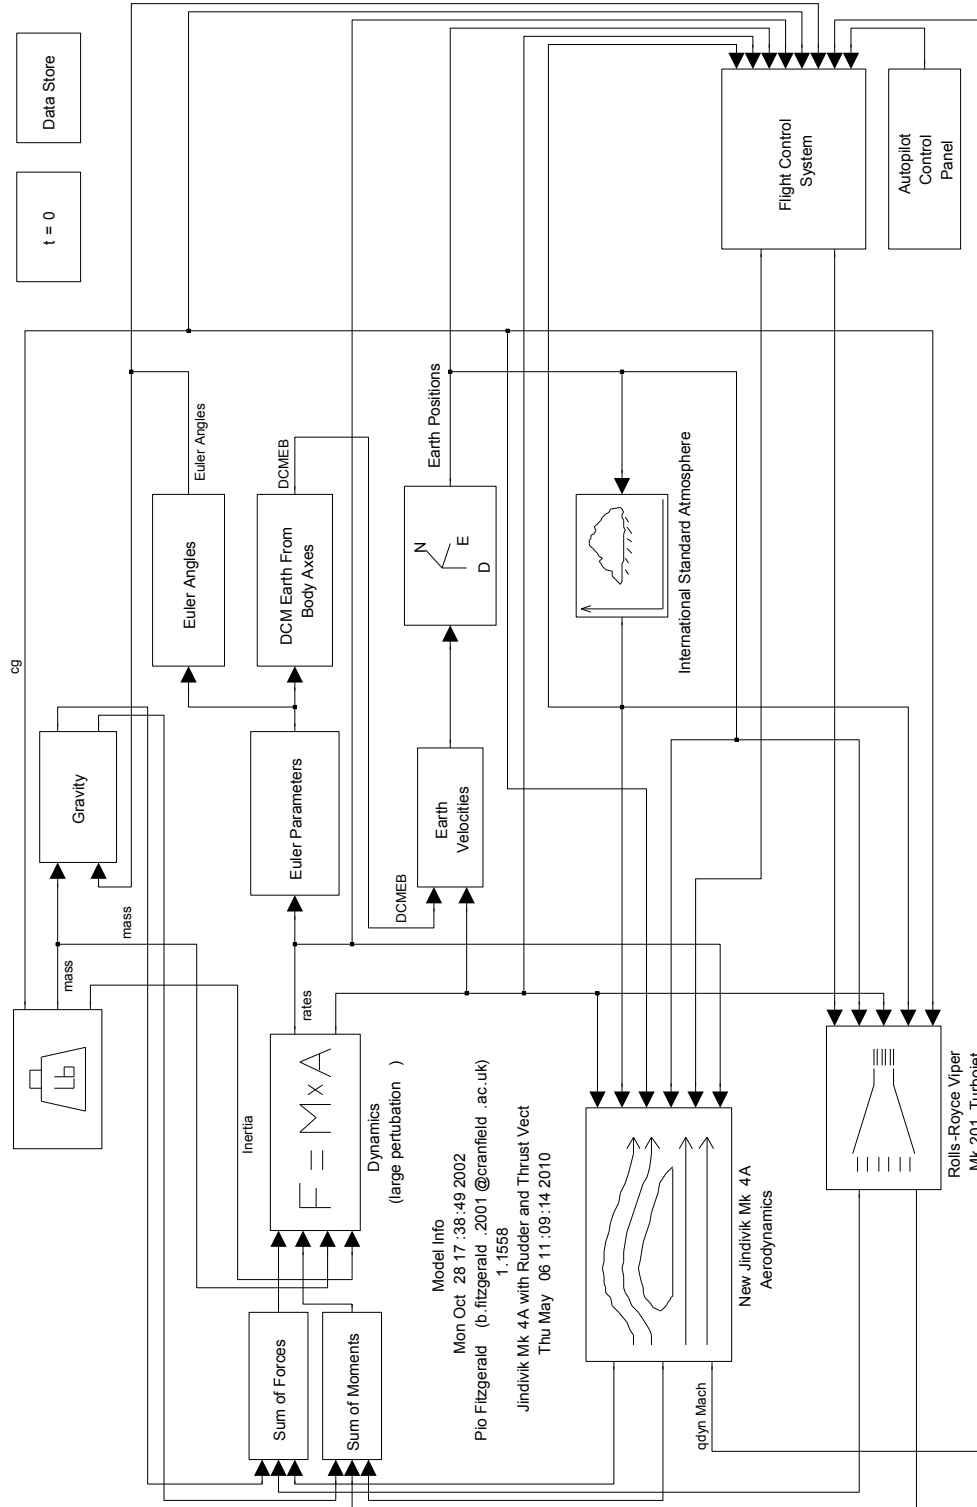 Data Store
t = 0
cg
Lb
mass
mass
Gravity
Euler Angles
Euler Angles
Inertia
rates
Euler Parameters
DCM Earth From
Body Axes
DCMEB
F = M x A
Dynamics
(large pertubation )
Sum of Forces
Sum of Moments
DCMEB
Earth
Velocities
N
E
D
Earth Positions
Model Info
Mon Oct 28 17 :38:49 2002
Pio Fitzgerald (b.fitzgerald .2001 @cranfield .ac.uk)
1.1558
Jindivik Mk 4A with Rudder and Thrust Vect
Thu May 06 11:09:14 2010
International Standard Atmosphere
Flight Control
System
Autopilot
Control
Panel
New Jindivik Mk 4A
Aerodynamics
qdyn Mach
Rolls-Royce Viper
Mk 201 Turbojet